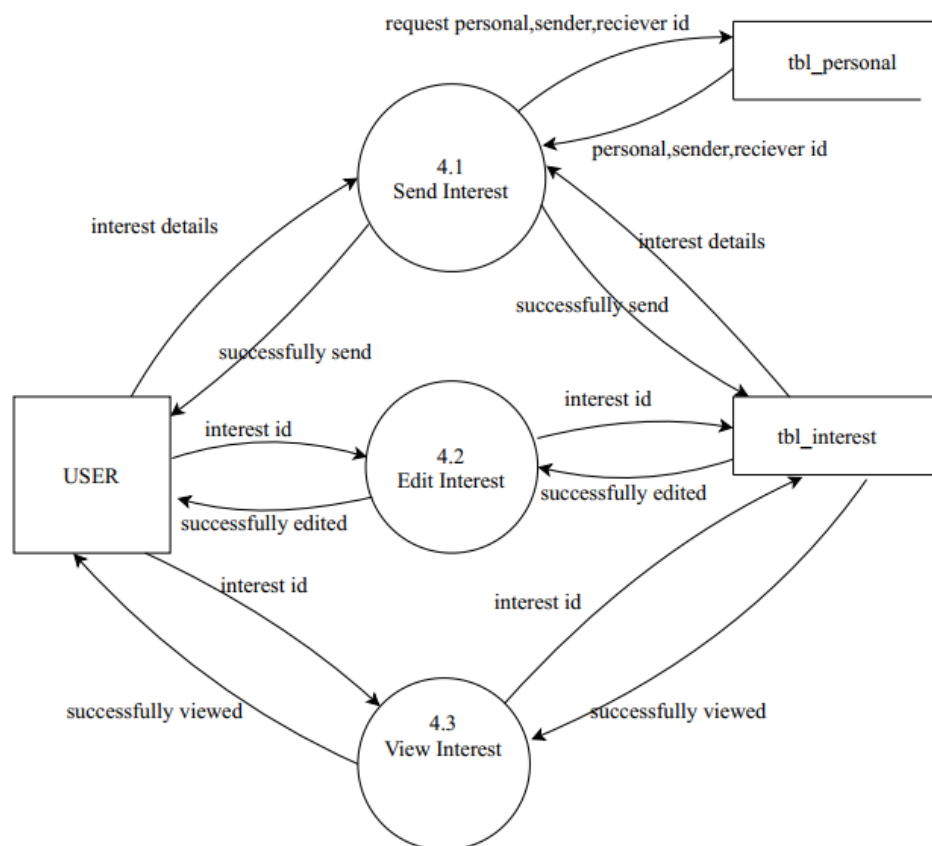 request personal,sender,reciever id
tbl_personal
personal,sender,reciever id
4.1
Send Interest
interest details
interest details
successfully send
successfully send
interest id
interest id
tbl_interest
4.2
Edit Interest
USER
successfully edited
successfully edited
interest id
interest id
successfully viewed
successfully viewed
4.3
View Interest